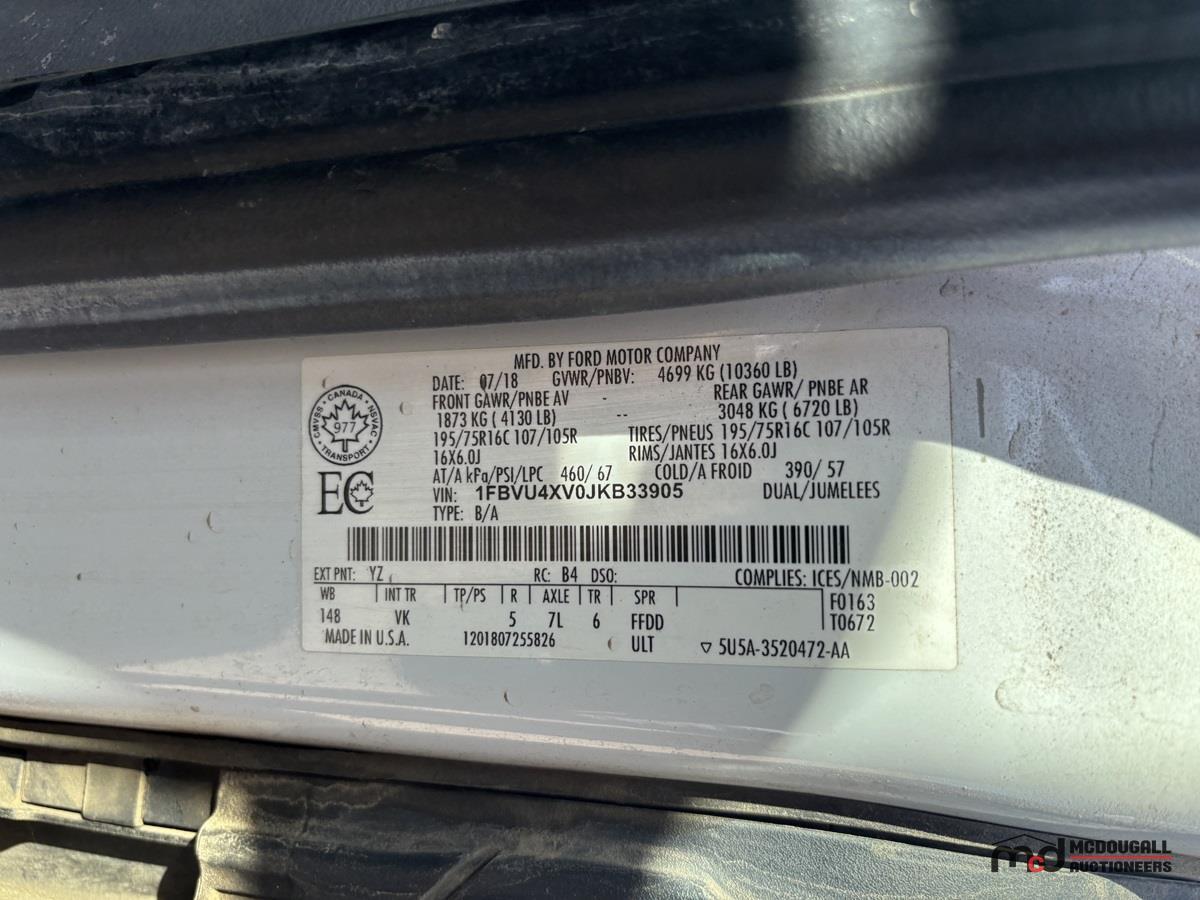 MFD. BY FORD MOTOR COMPANY
DATE: 07/18 GVWR/PNBV: 4699 KG (10360 LB)
FRONT GAWR/PNBE AV REAR GAWR/ PNBE AR
1873 KG ( 4130 LB) -- 3048 KG ( 6720 LB)
195/75R16C 107/105R TIRES/PNEUS 195/75R16C 107/105R
16X6.0J RIMS/JANTES 16X6.0J
AT/A kPa/PSI/LPC 460/ 67 COLD/A FROID 390/ 57
VIN: 1FBVU4XV0JKB33905 DUAL/JUMELEES
TYPE: B/A
CMVSS · CANADA · NSVAC · TRANSPORT
977
EC
EXT PNT: YZ RC: B4 DSO: COMPLIES: ICES/NMB-002
WB INT TR TP/PS R AXLE TR SPR F0163
148 VK 5 7L 6 FFDD T0672
MADE IN U.S.A. 1201807255826 ULT ▽ 5U5A-3520472-AA
mcd MCDOUGALL
AUCTIONEERS